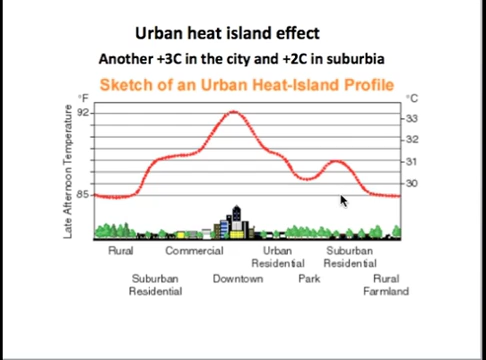 Urban heat island effect
Another +3C in the city and +2C in suburbia
Sketch of an Urban Heat-Island Profile
°F
°C
92
33
32
31
30
85
Late Afternoon Temperature
Rural
Commercial
Urban
Residential
Suburban
Residential
Suburban
Residential
Downtown
Park
Rural
Farmland